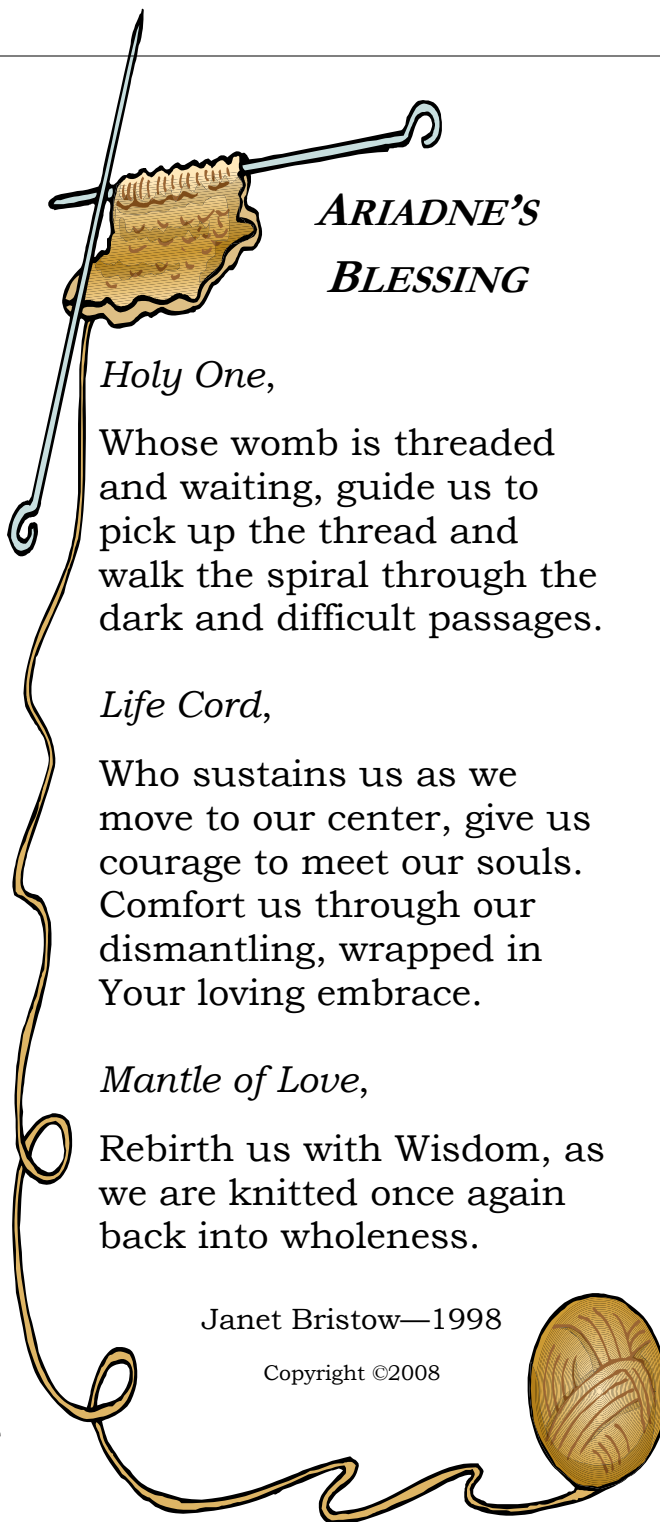 ARIADNE'S
BLESSING
Holy One,
Whose womb is threaded
and waiting, guide us to
pick up the thread and
walk the spiral through the
dark and difficult passages.
Life Cord,
Who sustains us as we
move to our center, give us
courage to meet our souls.
Comfort us through our
dismantling, wrapped in
Your loving embrace.
Mantle of Love,
Rebirth us with Wisdom, as
we are knitted once again
back into wholeness.
Janet Bristow—1998
Copyright ©2008